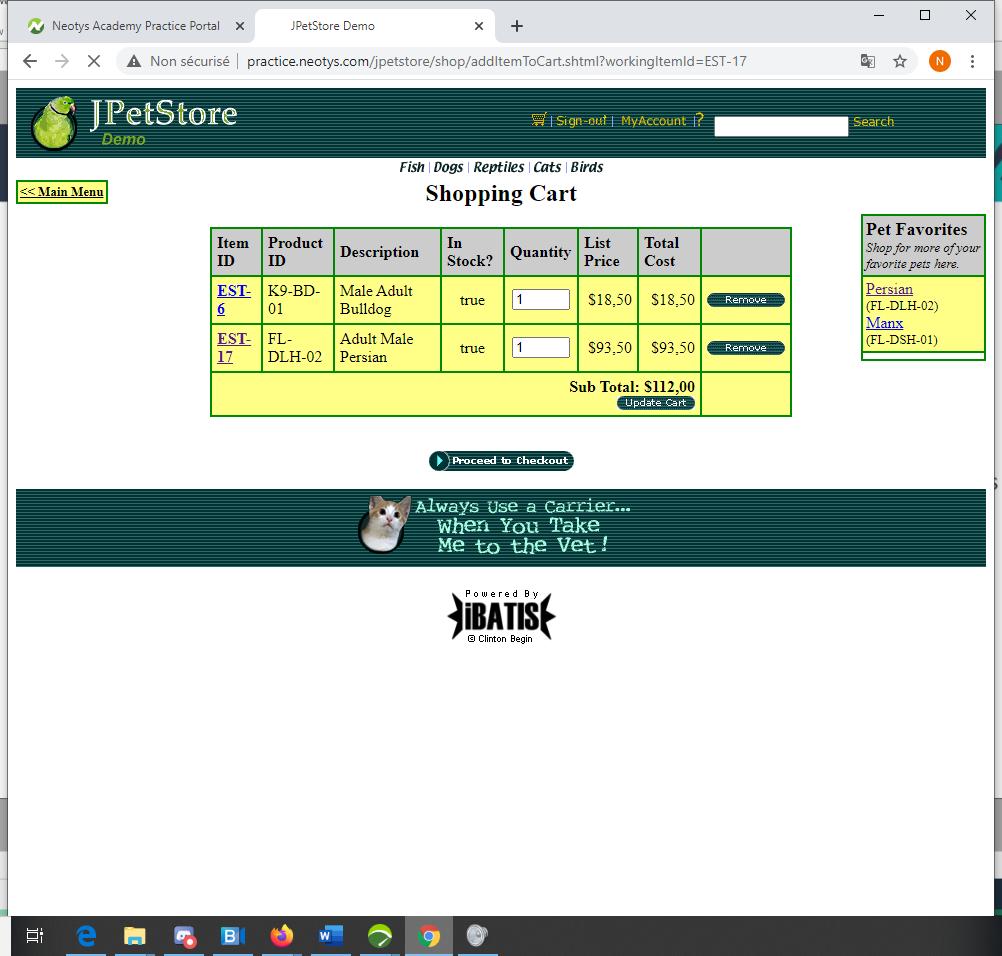 Neotys Academy Practice Portal
JPetStore Demo
Non sécurisé
practice.neotys.com/jpetstore/shop/addItemToCart.shtml?workingItemId=EST-17
N
JPetStore
Demo
| Sign-out | MyAccount | ?
Search
Fish | Dogs | Reptiles | Cats | Birds
<< Main Menu
Shopping Cart
Item ID Product ID Description In Stock? Quantity List Price Total Cost
EST-6 K9-BD-01 Male Adult Bulldog true 1 $18,50 $18,50 Remove
EST-17 FL-DLH-02 Adult Male Persian true 1 $93,50 $93,50 Remove
Sub Total: $112,00
Update Cart
Pet Favorites
Shop for more of your
favorite pets here.
Persian
(FL-DLH-02)
Manx
(FL-DSH-01)
Proceed to Checkout
Always Use a Carrier...
When You Take
Me to the Vet!
Powered By
iBATIS
© Clinton Begin